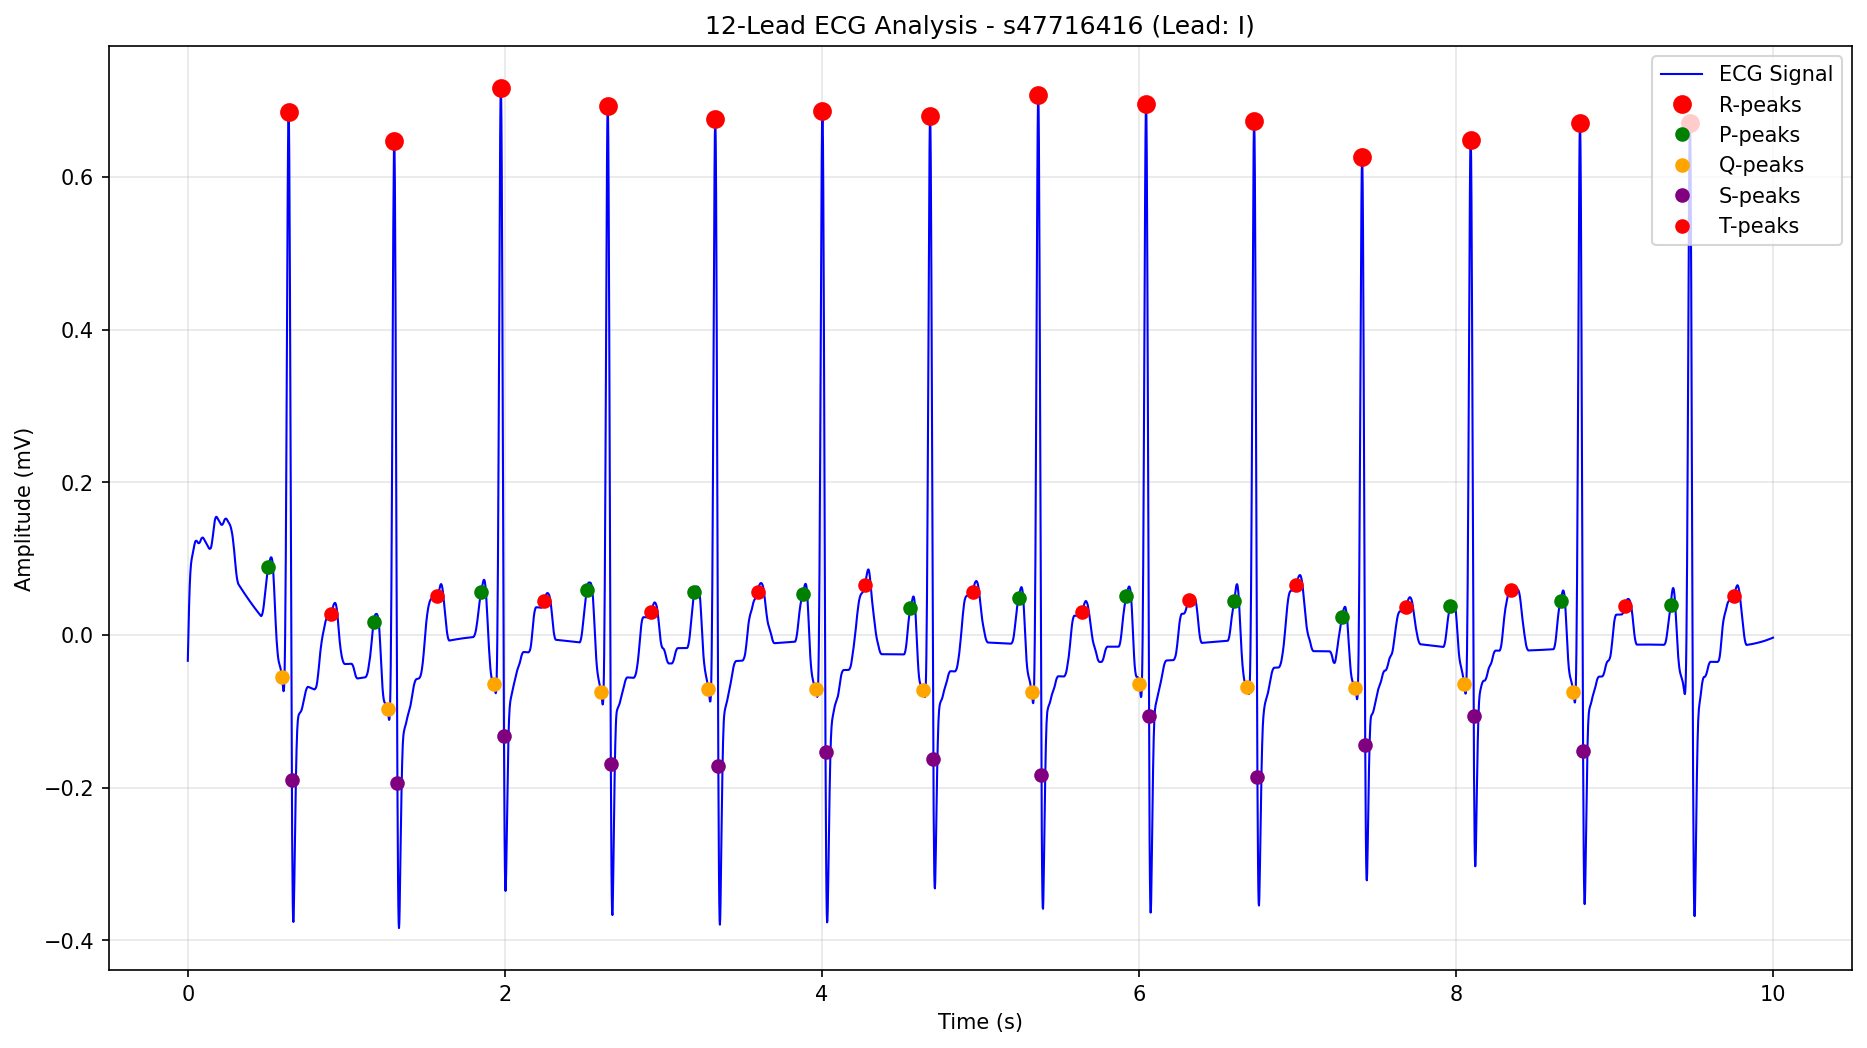 12-Lead ECG Analysis - s47716416 (Lead: I)
ECG Signal
R-peaks
P-peaks
Q-peaks
S-peaks
T-peaks
Amplitude (mV)
0.6
0.4
0.2
0.0
−0.2
−0.4
0 2 4 6 8 10
Time (s)